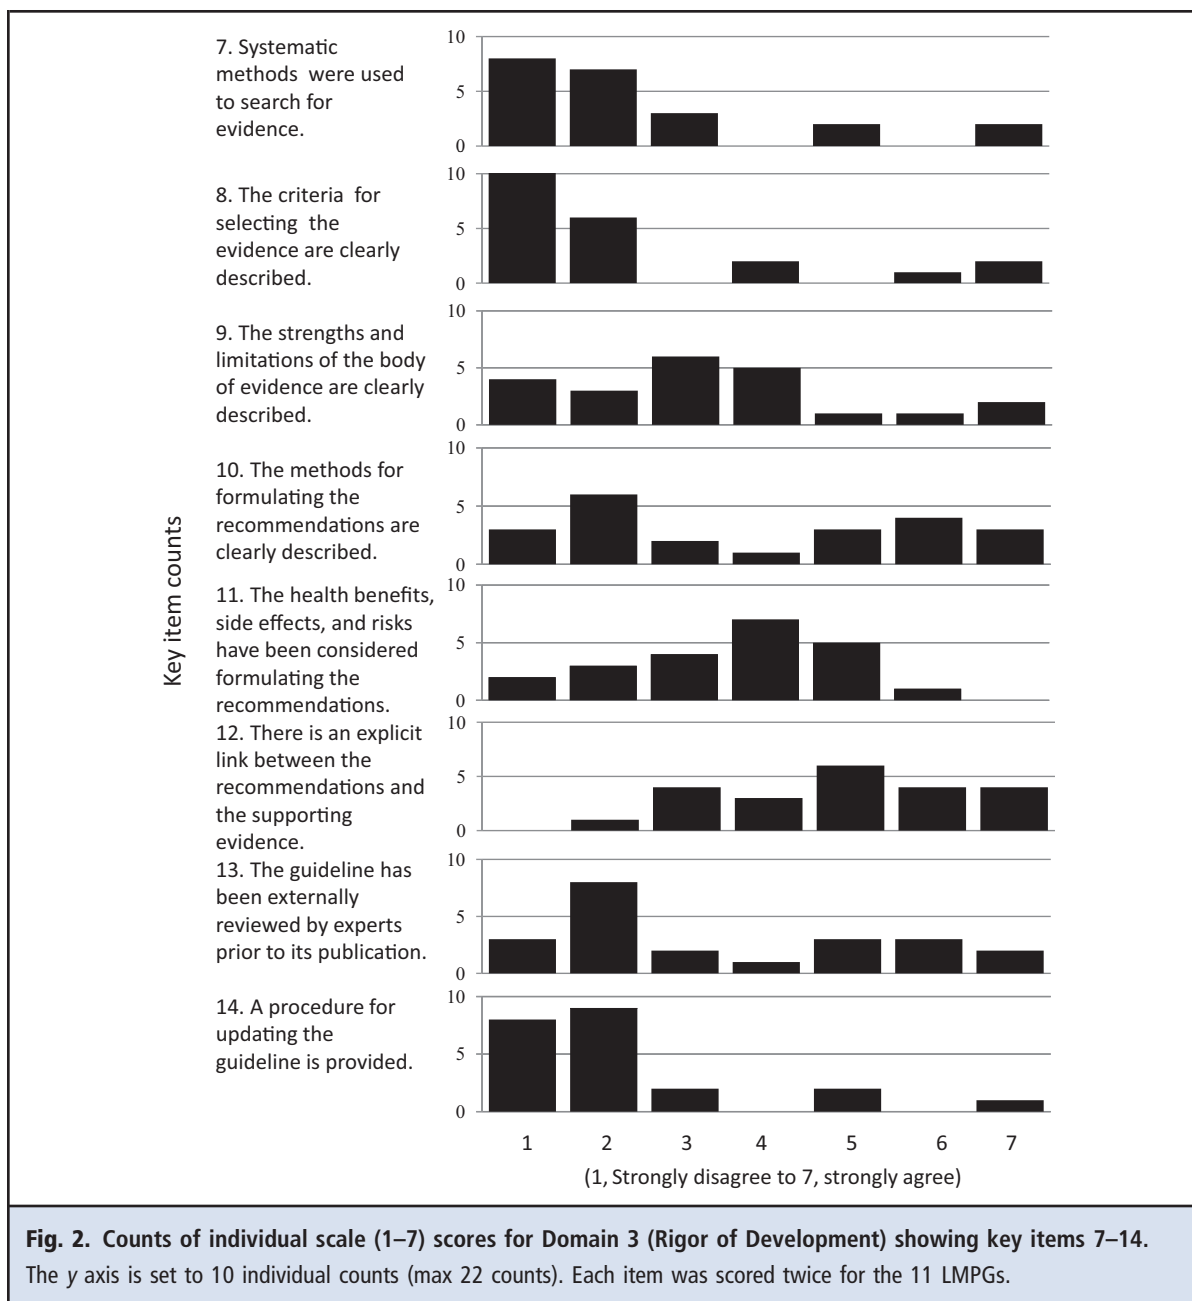 7. Systematic
methods were used
to search for
evidence.
10
5
0
8. The criteria for
selecting the
evidence are clearly
described.
10
5
0
9. The strengths and
limitations of the body
of evidence are clearly
described.
10
5
0
10. The methods for
formulating the
recommendations are
clearly described.
10
5
0
11. The health benefits,
side effects, and risks
have been considered
formulating the
recommendations.
10
5
0
12. There is an explicit
link between the
recommendations and
the supporting
evidence.
10
5
0
13. The guideline has
been externally
reviewed by experts
prior to its publication.
10
5
0
14. A procedure for
updating the
guideline is provided.
10
5
0
Key item counts
1 2 3 4 5 6 7
(1, Strongly disagree to 7, strongly agree)
Fig. 2. Counts of individual scale (1–7) scores for Domain 3 (Rigor of Development) showing key items 7–14.
The y axis is set to 10 individual counts (max 22 counts). Each item was scored twice for the 11 LMPGs.